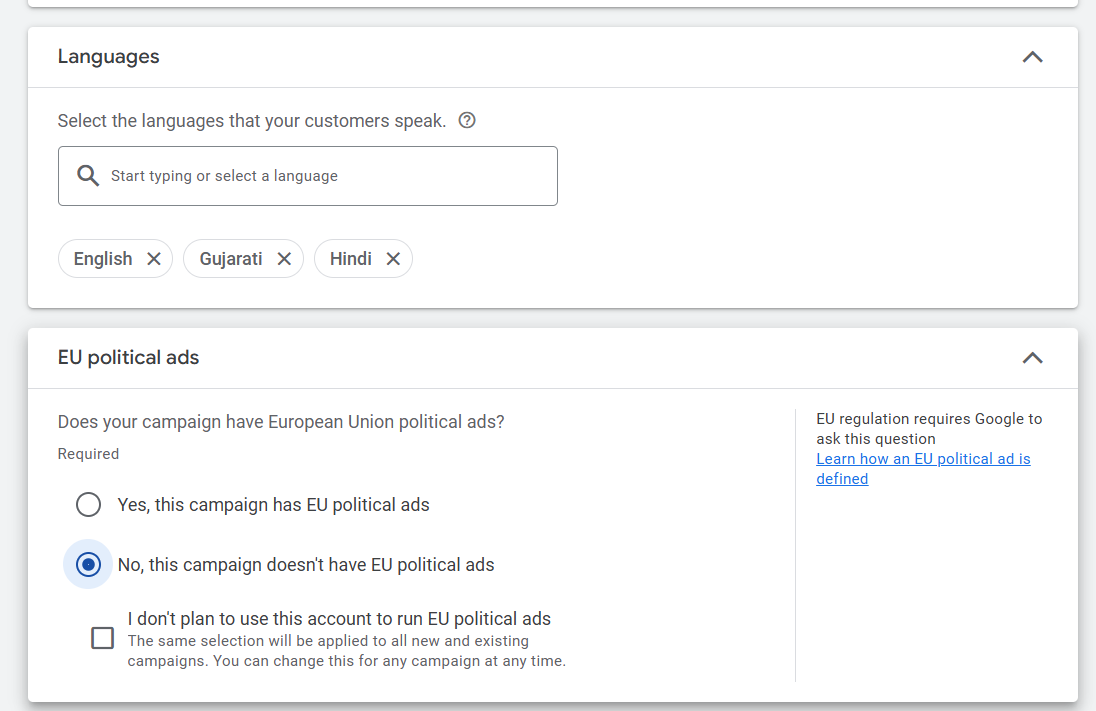 Languages
Select the languages that your customers speak.
Start typing or select a language
English
Gujarati
Hindi
EU political ads
Does your campaign have European Union political ads?
Required
Yes, this campaign has EU political ads
No, this campaign doesn't have EU political ads
I don't plan to use this account to run EU political ads
The same selection will be applied to all new and existing
campaigns. You can change this for any campaign at any time.
EU regulation requires Google to
ask this question
Learn how an EU political ad is
defined